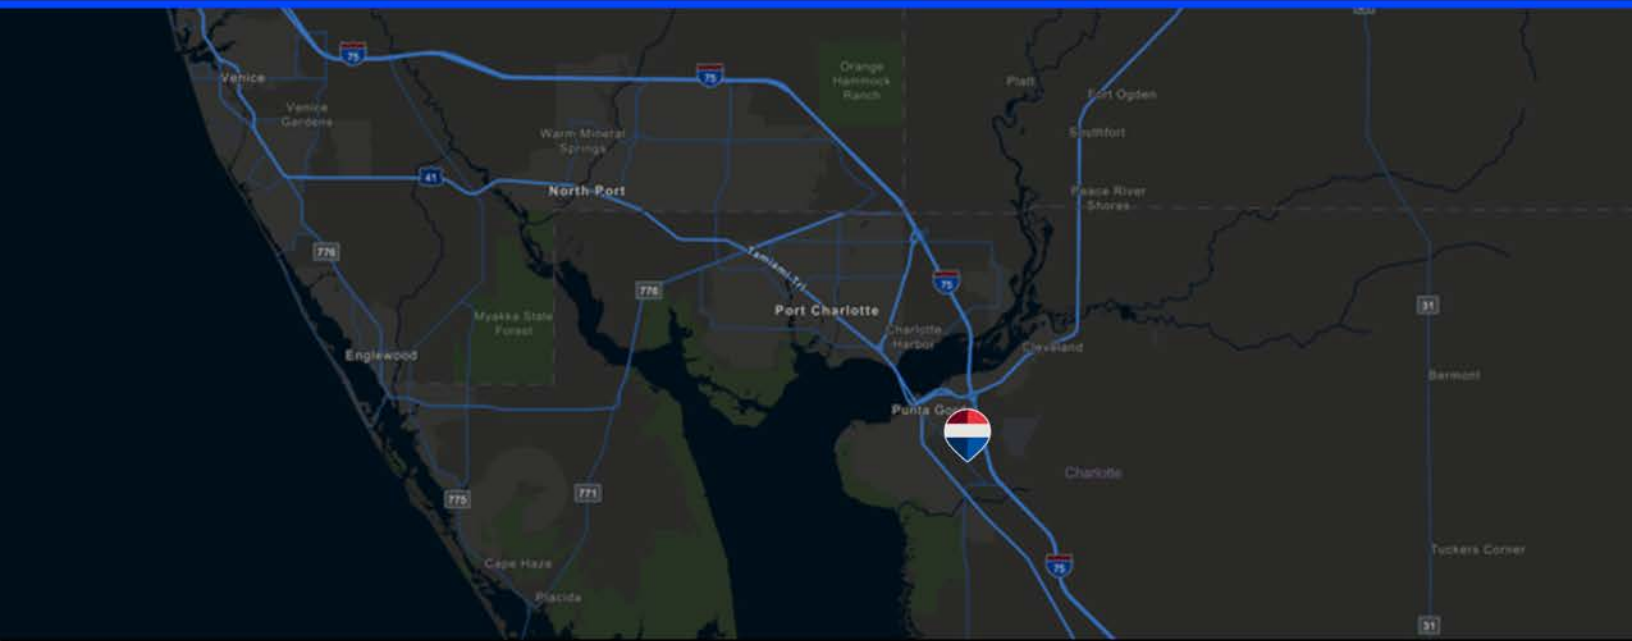 75
75
Orange
Hammock
Ranch
Platt
Fort Ogden
Venice
Venice
Gardens
Warm Mineral
Springs
Southfort
41
North Port
Peace River
Shores
776
Tamiami Trl
75
776
31
Port Charlotte
Myakka State
Forest
Charlotte
Harbor
Cleveland
Englewood
Bermont
Punta Gord
Charlotte
775
771
Tuckers Corner
Cape Haze
75
Placida
31